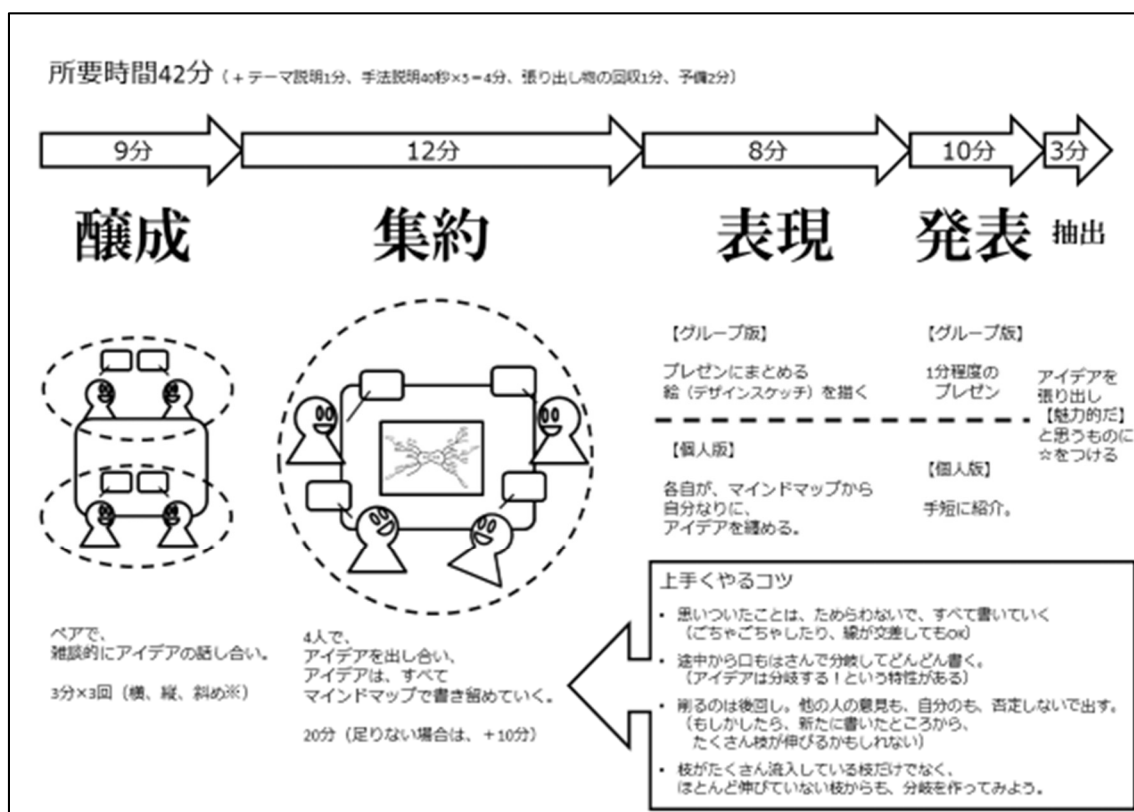 所要時間42分（+ テーマ説明1分、手法説明40秒×5=4分、張り出し物の回収1分、予備2分）
9分
12分
8分
10分
3分
醸成
集約
表現
発表
抽出
ペアで、
雑談的にアイデアの話し合い。
3分×3回（横、縦、斜め※）
4人で、
アイデアを出し合い、
アイデアは、すべて
マインドマップで書き留めていく。
20分（足りない場合は、+10分）
【グループ版】
プレゼンにまとめる
絵（デザインスケッチ）を描く
【個人版】
各自が、マインドマップから
自分なりに、
アイデアを纏める。
【グループ版】
1分程度の
プレゼン
【個人版】
手短に紹介。
アイデアを
張り出し
【魅力的だ】
と思うものに
☆をつける
上手くやるコツ
• 思いついたことは、ためらわないで、すべて書いていく
（ごちゃごちゃしたり、線が交差してもOK）
• 途中から口もはさんで分岐してどんどん書く。
（アイデアは分岐する！という特性がある）
• 削るのは後回し。他の人の意見も、自分のも、否定しないで出す。
（もしかしたら、新たに書いたところから、
たくさん枝が伸びるかもしれない）
• 枝がたくさん流入している枝だけでなく、
ほとんど伸びていない枝からも、分岐を作ってみよう。